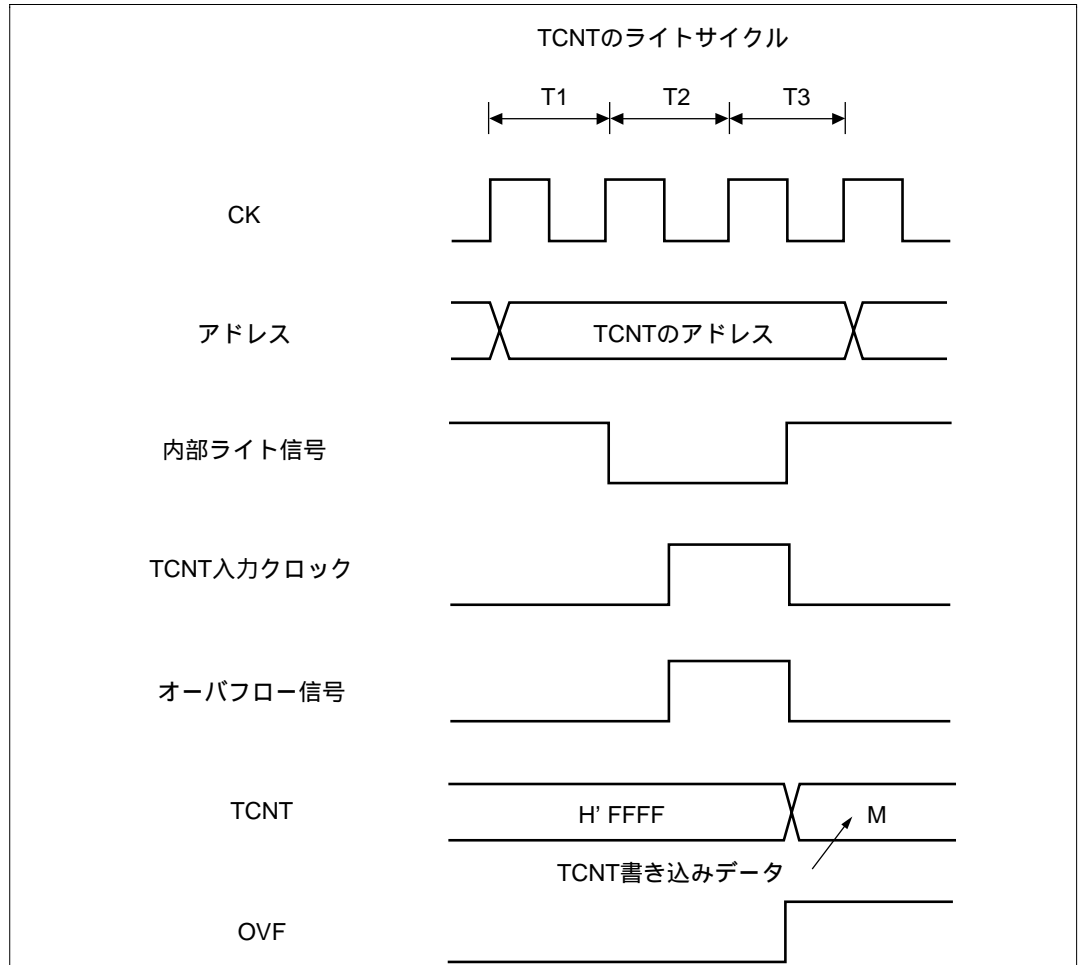 TCNTのライトサイクル
T1 T2 T3
CK
アドレス TCNTのアドレス
内部ライト信号
TCNT入力クロック
オーバフロー信号
TCNT H' FFFF M
TCNT書き込みデータ
OVF